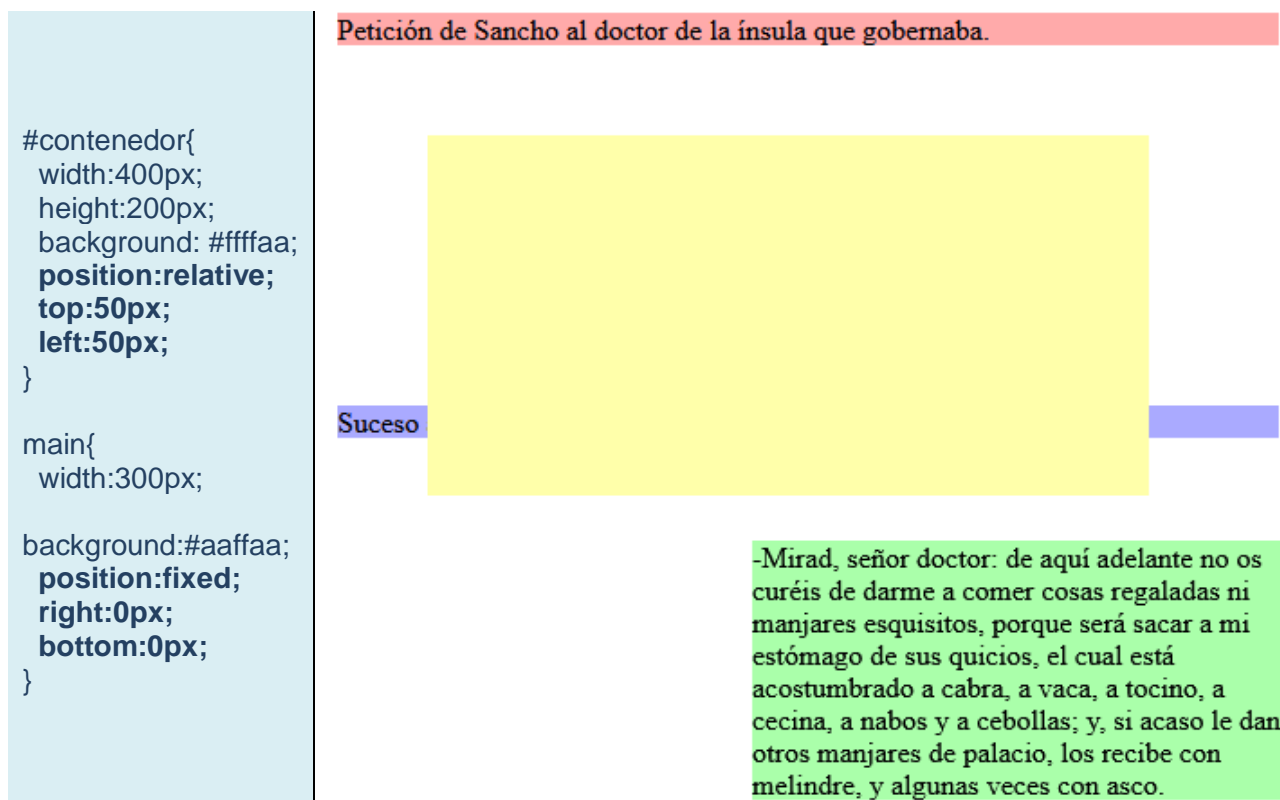 #contenedor{
width:400px;
height:200px;
background: #ffffaa;
position:relative;
top:50px;
left:50px;
}
main{
width:300px;
background:#aaffaa;
position:fixed;
right:0px;
bottom:0px;
}
Petición de Sancho al doctor de la ínsula que gobernaba.
Suceso
-Mirad, señor doctor: de aquí adelante no os
curéis de darme a comer cosas regaladas ni
manjares esquisitos, porque será sacar a mi
estómago de sus quicios, el cual está
acostumbrado a cabra, a vaca, a tocino, a
cecina, a nabos y a cebollas; y, si acaso le dan
otros manjares de palacio, los recibe con
melindre, y algunas veces con asco.